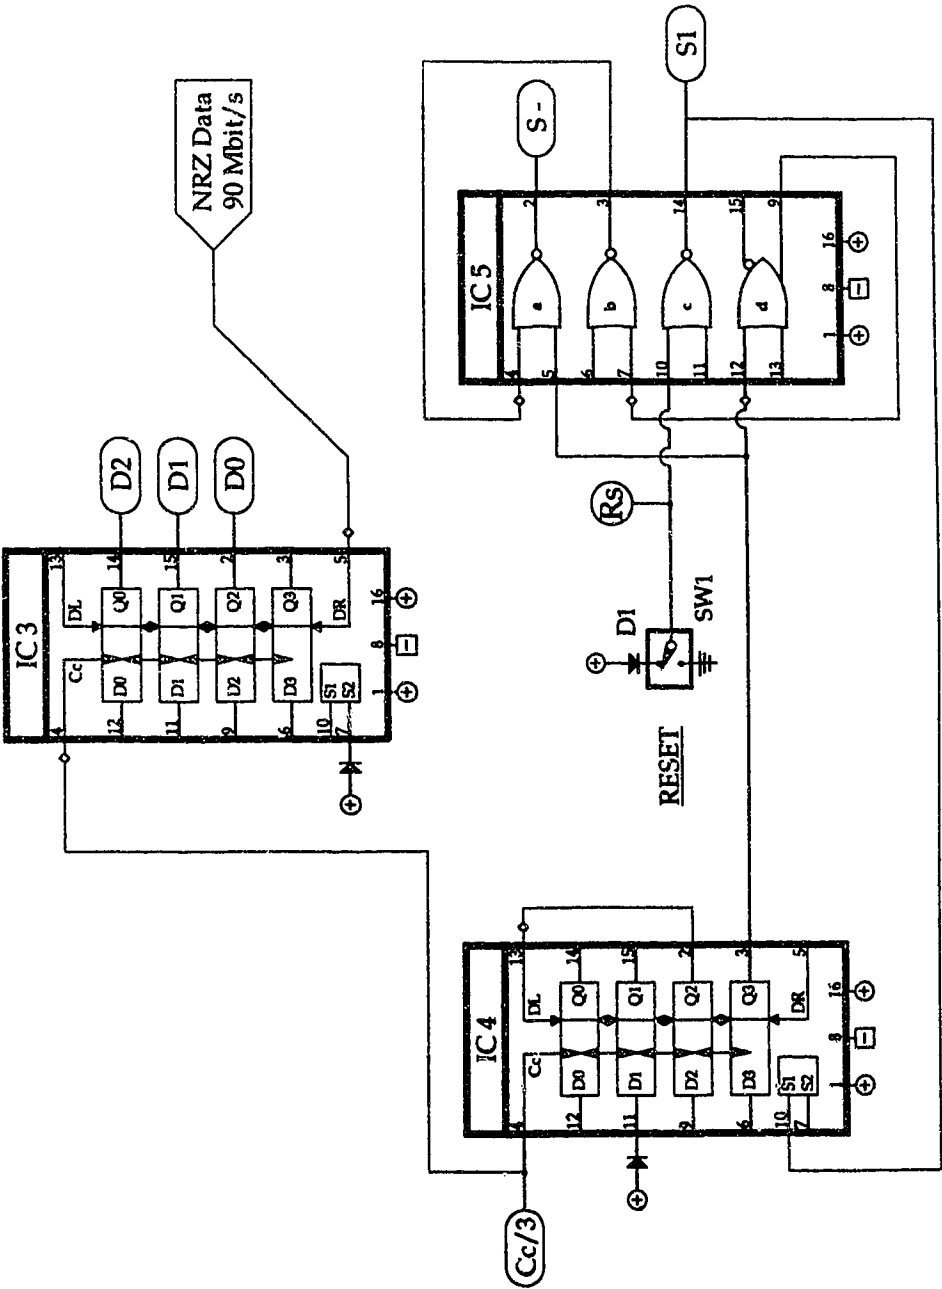 NRZ Data
90 Mbit/s
IC 3
4
12
11
9
6
10
7
Cc
DL
D0
Q0
D1
Q1
D2
Q2
D3
Q3
S1
S2
DR
13
14
15
2
3
5
1
8
16
D2
D1
D0
IC 4
4
12
11
9
6
10
7
Cc
DL
D0
Q0
D1
Q1
D2
Q2
D3
Q3
S1
S2
DR
13
14
15
2
3
5
1
8
16
Cc/3
IC 5
4
5
6
7
10
11
12
13
a
b
c
d
2
3
14
15
9
1
8
16
S -
S1
Rs
D1
SW1
RESET